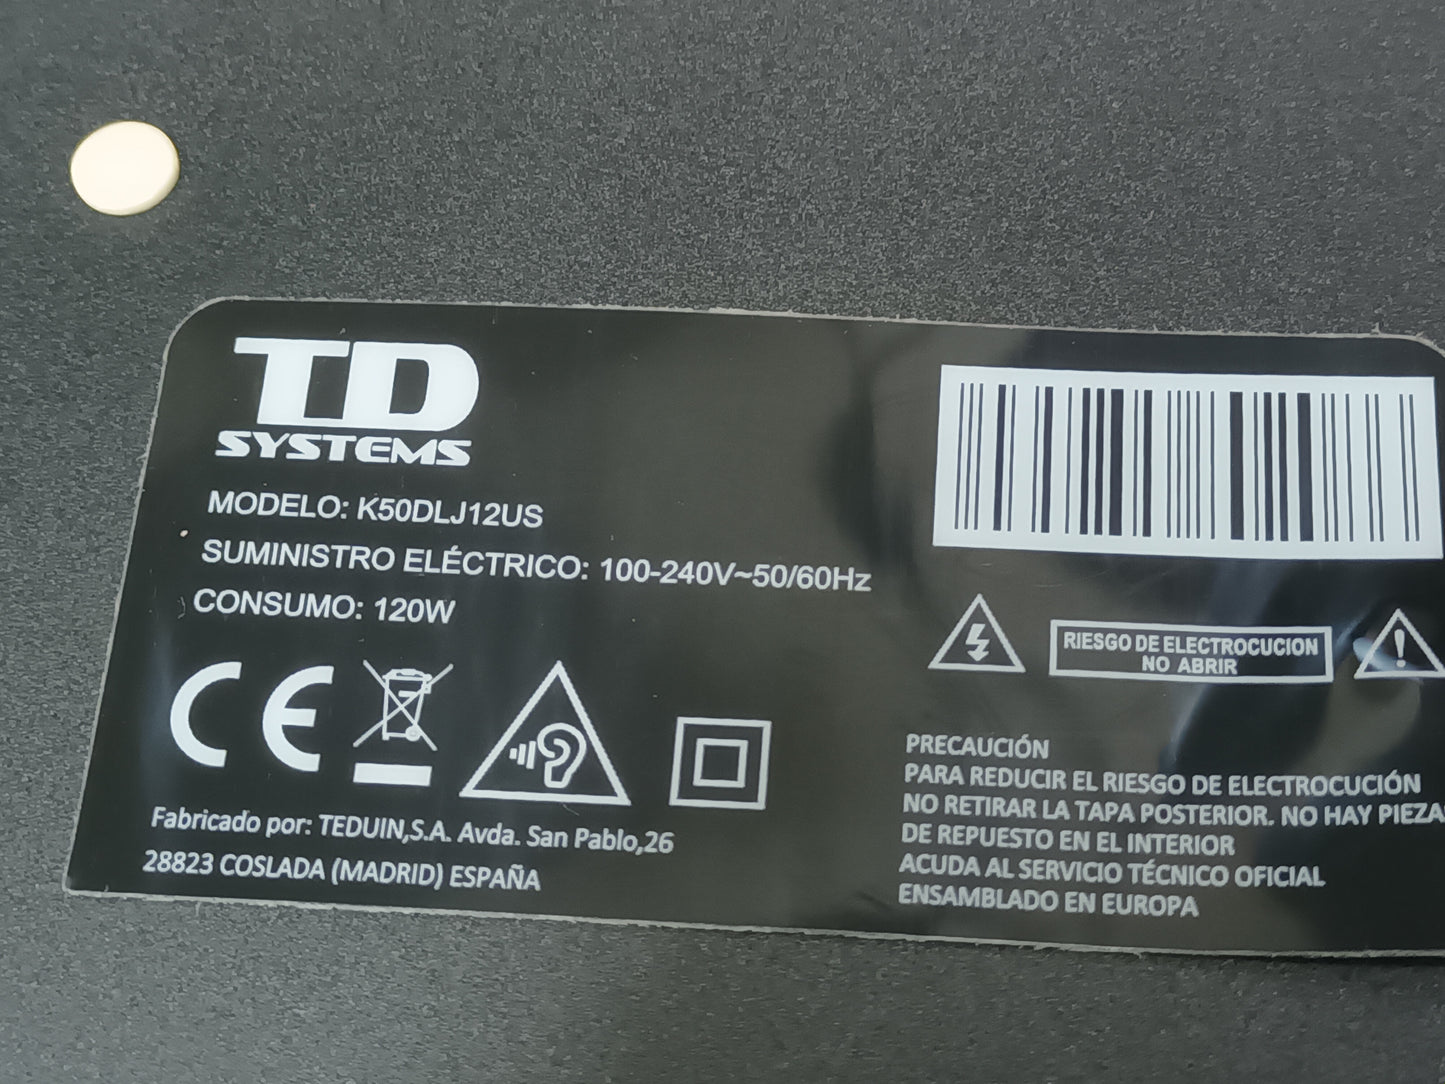 TD
SYSTEMS
MODELO: K50DLJ12US
SUMINISTRO ELÉCTRICO: 100-240V~50/60Hz
CONSUMO: 120W
Fabricado por: TEDUIN,S.A. Avda. San Pablo,26
28823 COSLADA (MADRID) ESPAÑA
RIESGO DE ELECTROCUCION
NO ABRIR
PRECAUCIÓN
PARA REDUCIR EL RIESGO DE ELECTROCUCIÓN
NO RETIRAR LA TAPA POSTERIOR. NO HAY PIEZA
DE REPUESTO EN EL INTERIOR
ACUDA AL SERVICIO TÉCNICO OFICIAL
ENSAMBLADO EN EUROPA